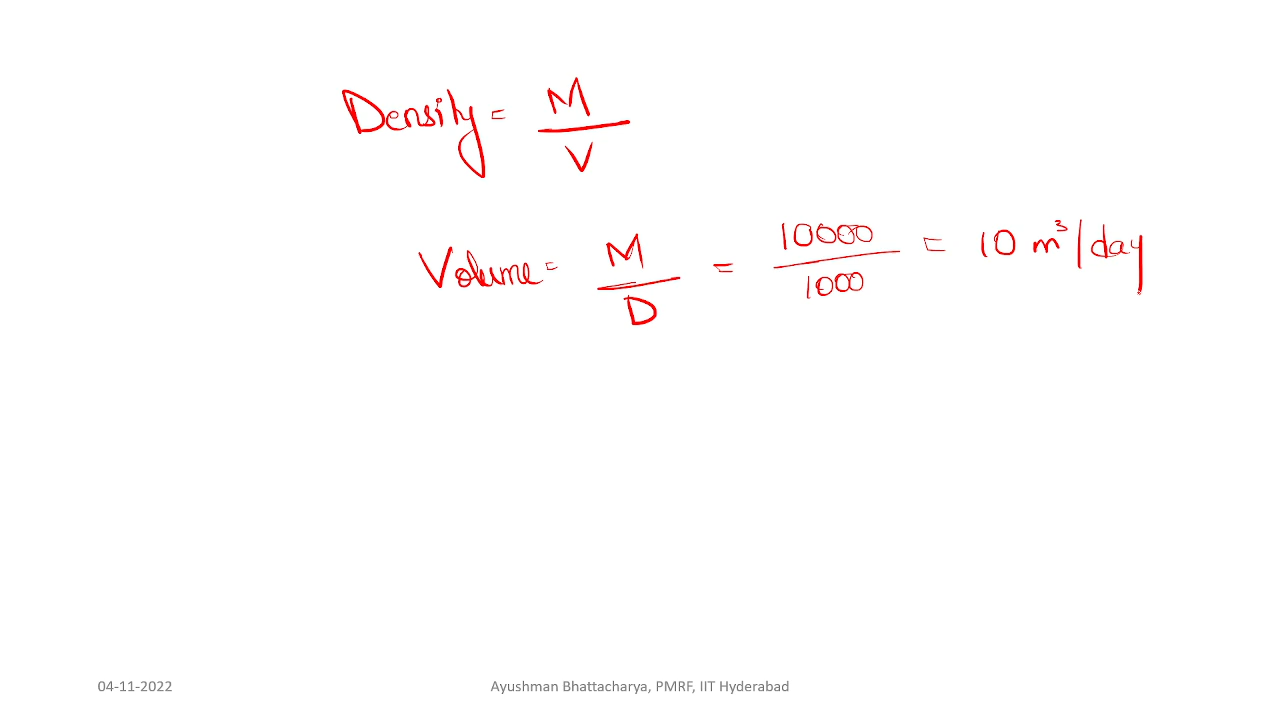 Density = M/V
Volume = M/D = 10000/1000 = 10 m³/day
04-11-2022
Ayushman Bhattacharya, PMRF, IIT Hyderabad